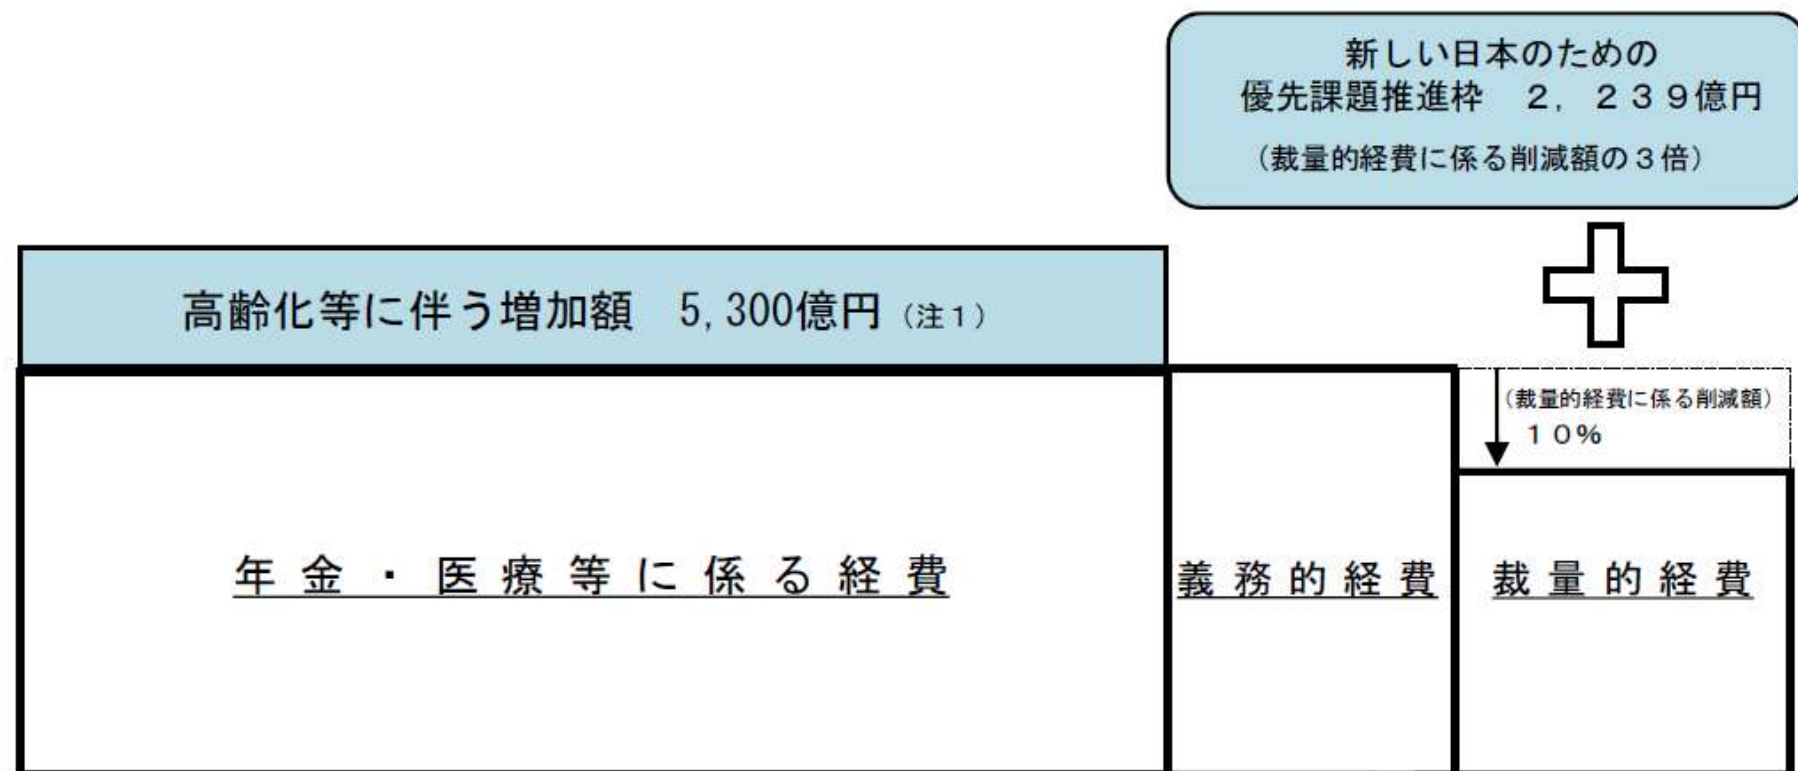 新しい日本のための
優先課題推進枠　２，２３９億円
（裁量的経費に係る削減額の３倍）
高齢化等に伴う増加額　5,300億円（注１）
（裁量的経費に係る削減額）
１０％
年金・医療等に係る経費
義務的経費
裁量的経費